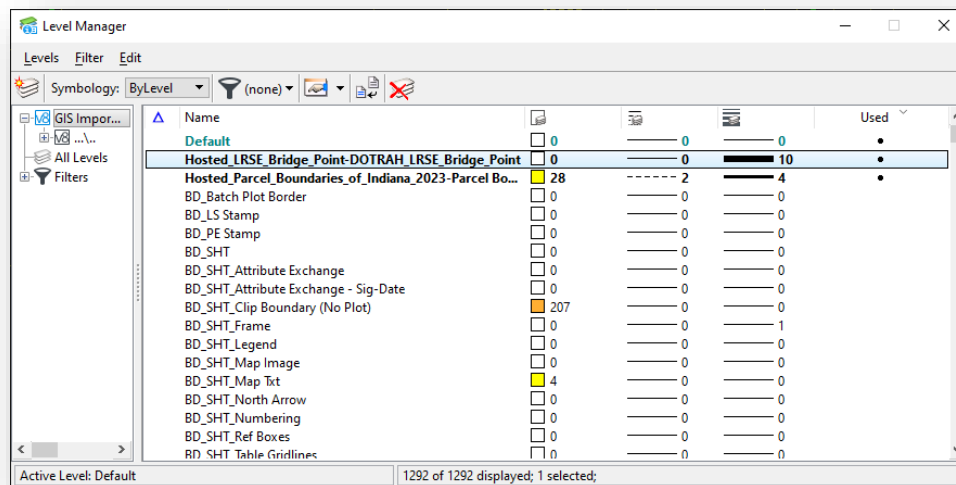 Level Manager
Levels Filter Edit
Symbology: ByLevel (none)
Name Used
GIS Impor...
...\..
All Levels
Filters
Default 0 0 0
Hosted_LRSE_Bridge_Point-DOTRAH_LRSE_Bridge_Point 0 0 10
Hosted_Parcel_Boundaries_of_Indiana_2023-Parcel Bo... 28 2 4
BD_Batch Plot Border 0 0 0
BD_LS Stamp 0 0 0
BD_PE Stamp 0 0 0
BD_SHT 0 0 0
BD_SHT_Attribute Exchange 0 0 0
BD_SHT_Attribute Exchange - Sig-Date 0 0 0
BD_SHT_Clip Boundary (No Plot) 207 0 0
BD_SHT_Frame 0 0 1
BD_SHT_Legend 0 0 0
BD_SHT_Map Image 0 0 0
BD_SHT_Map Txt 4 0 0
BD_SHT_North Arrow 0 0 0
BD_SHT_Numbering 0 0 0
BD_SHT_Ref Boxes 0 0 0
BD_SHT_Table Gridlines 0 0 0
Active Level: Default 1292 of 1292 displayed; 1 selected;